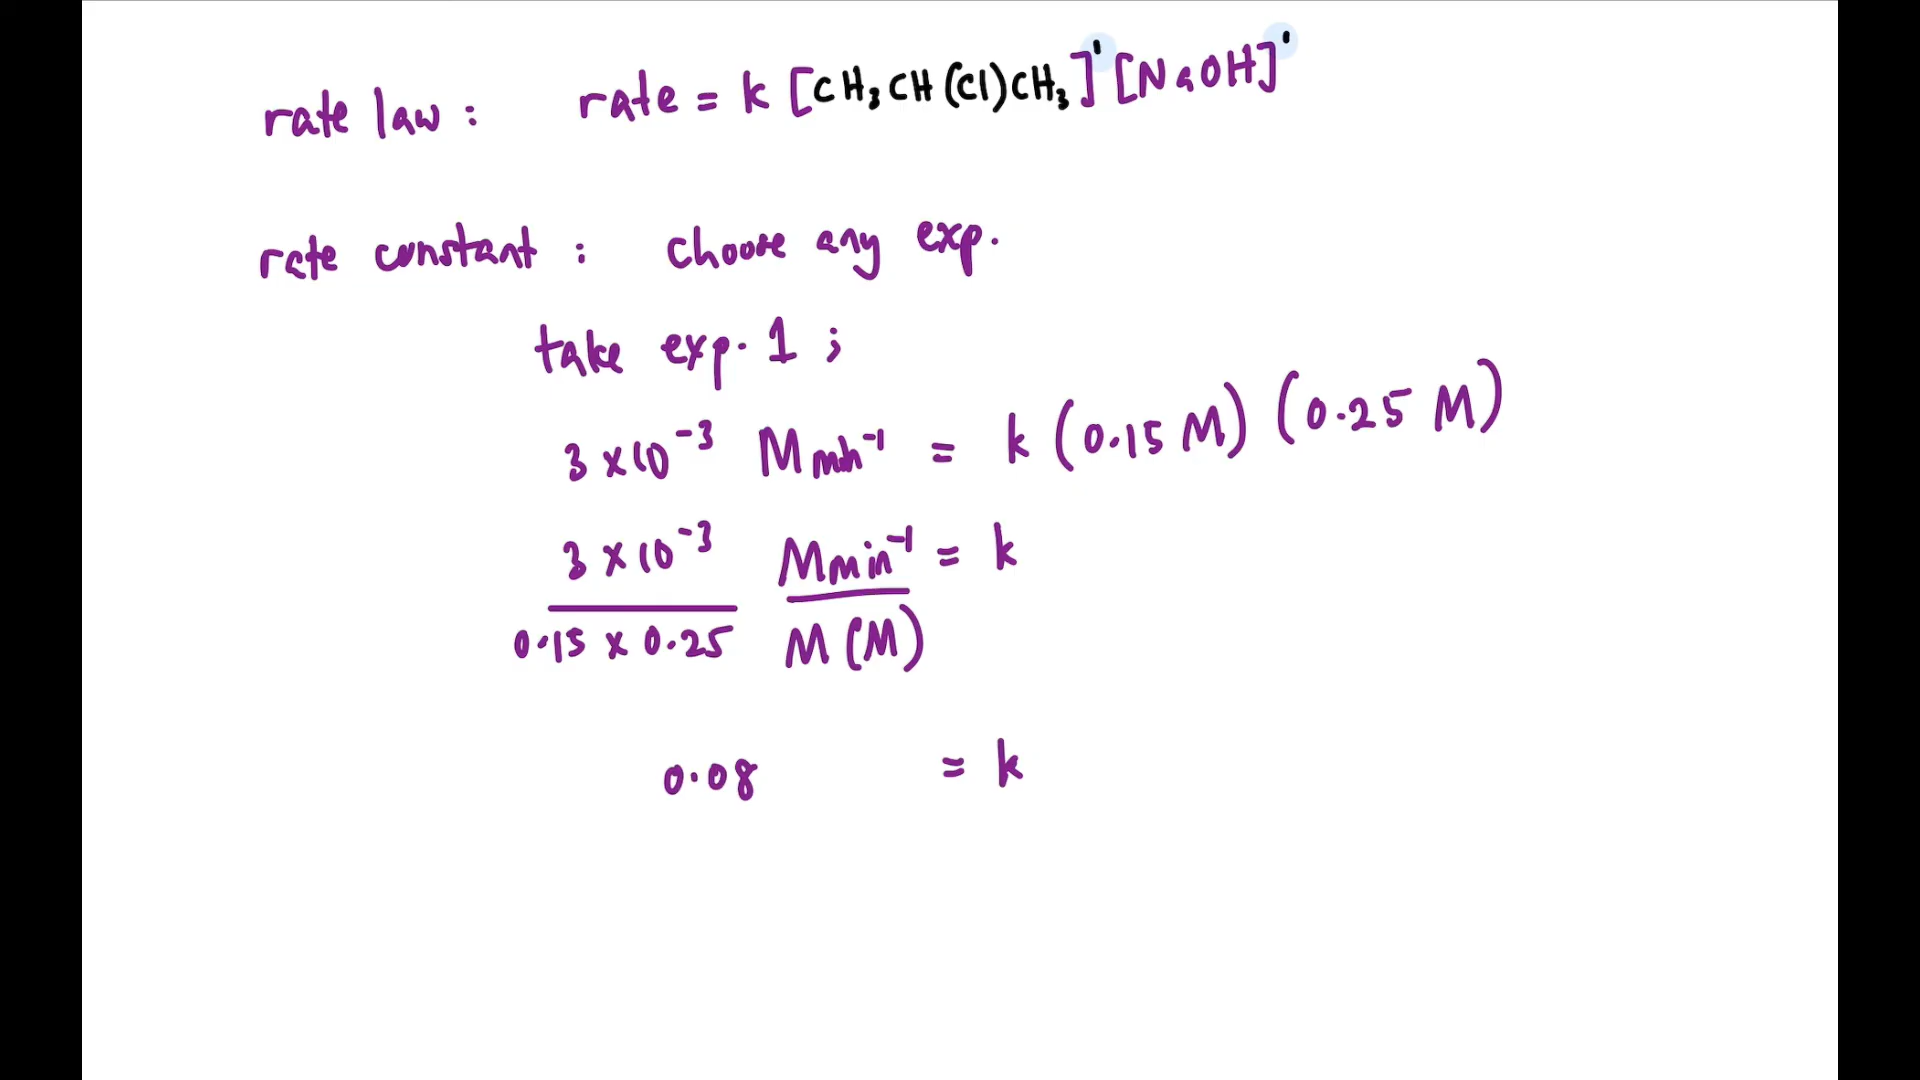 rate law : rate = k [CH₃CH(Cl)CH₃]¹ [NaOH]¹
rate constant : choose any exp.
take exp. 1 ;
3 × 10⁻³ M min⁻¹ = k (0.15 M) (0.25 M)
3 × 10⁻³ M min⁻¹ = k
0.15 × 0.25 M (M)
0.08 = k